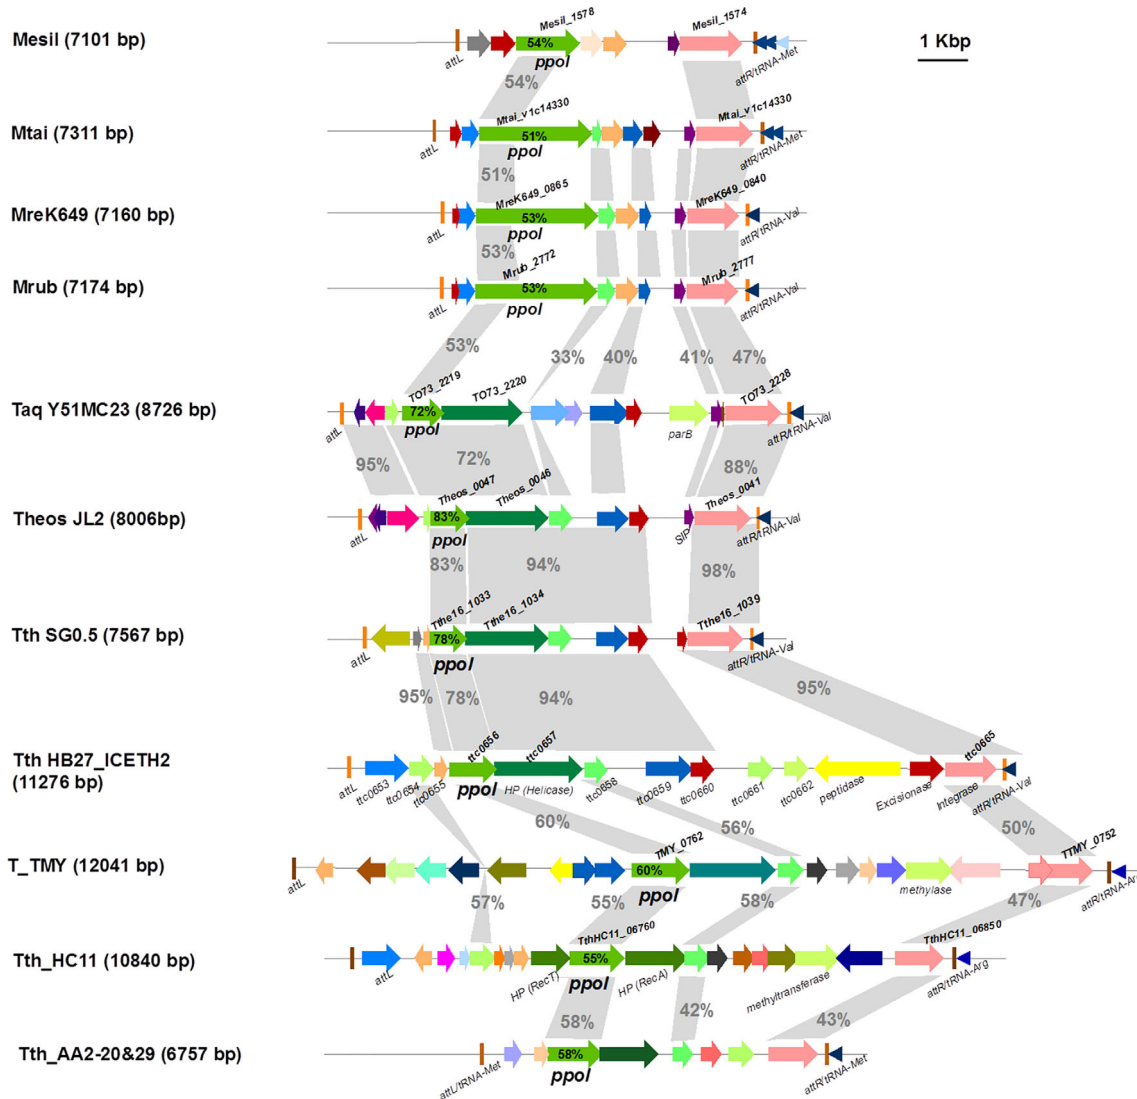 Mesil (7101 bp)
Mesil_1578
Mesil_1574
1 Kbp
54%
attL
ppol
attR/tRNA-Met
54%
Mtai (7311 bp)
Mtai_v1c14330
Mtai_v1c14330
51%
attL
ppol
attR/tRNA-Met
51%
MreK649 (7160 bp)
MreK649_0865
MreK649_0840
53%
attL
ppol
attR/tRNA-Val
53%
Mrub (7174 bp)
Mrub_2772
Mrub_2777
53%
attL
ppol
attR/tRNA-Val
53%
33%
40%
41%
47%
Taq Y51MC23 (8726 bp)
TO73_2219
TO73_2220
TO73_2228
72%
attL
ppol
parB
attR/tRNA-Val
95%
72%
88%
Theos JL2 (8006bp)
Theos_0047
Theos_0046
Theos_0041
83%
attL
ppol
SIP
attR/tRNA-Val
83%
94%
98%
Tth SG0.5 (7567 bp)
Tthe16_1033
Tthe16_1034
Tthe16_1039
78%
attL
ppol
attR/tRNA-Val
95%
78%
94%
95%
Tth HB27_ICETH2
(11276 bp)
ttc0656
ttc0657
ttc0665
attL
ttc0653
ttc0654
ttc0655
ppol
HP (Helicase)
ttc0658
ttc0659
ttc0660
ttc0661
ttc0662
peptidase
Excisionase
Integrase
attR/tRNA-Val
60%
56%
50%
T_TMY (12041 bp)
TMY_0762
TTMY_0752
60%
attL
ppol
methylase
attR/tRNA-Arg
57%
55%
58%
47%
Tth_HC11 (10840 bp)
TthHC11_06760
TthHC11_06850
55%
attL
HP (RecT)
ppol
HP (RecA)
methyltransferase
attR/tRNA-Arg
58%
42%
43%
Tth_AA2-20&29 (6757 bp)
58%
attL/tRNA-Met
ppol
attR/tRNA-Met